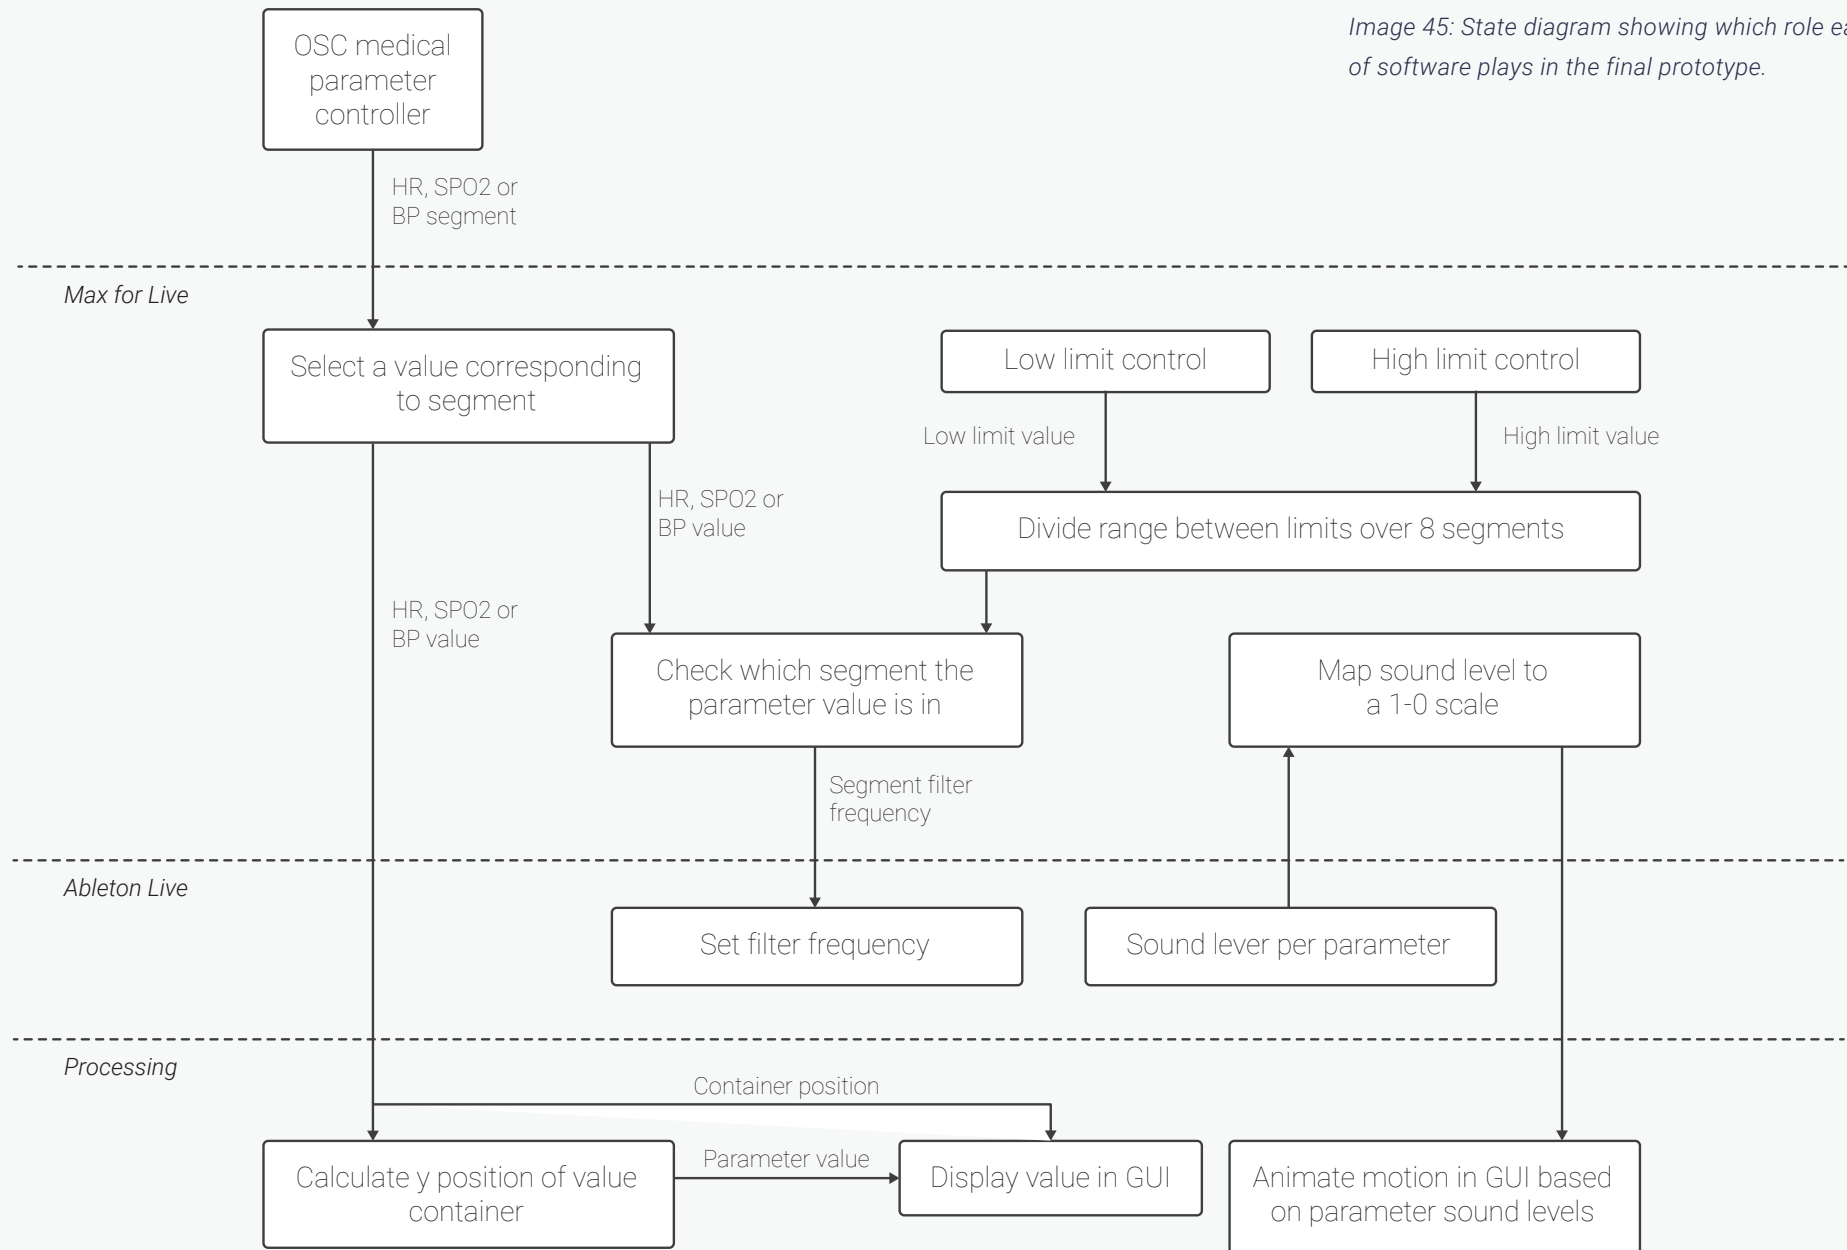 Image 45: State diagram showing which role ea
of software plays in the final prototype.
OSC medical
parameter
controller
HR, SPO2 or
BP segment
Max for Live
Select a value corresponding
to segment
Low limit control
High limit control
Low limit value
High limit value
HR, SPO2 or
BP value
Divide range between limits over 8 segments
HR, SPO2 or
BP value
Check which segment the
parameter value is in
Map sound level to
a 1-0 scale
Segment filter
frequency
Ableton Live
Set filter frequency
Sound lever per parameter
Processing
Container position
Calculate y position of value
container
Parameter value
Display value in GUI
Animate motion in GUI based
on parameter sound levels